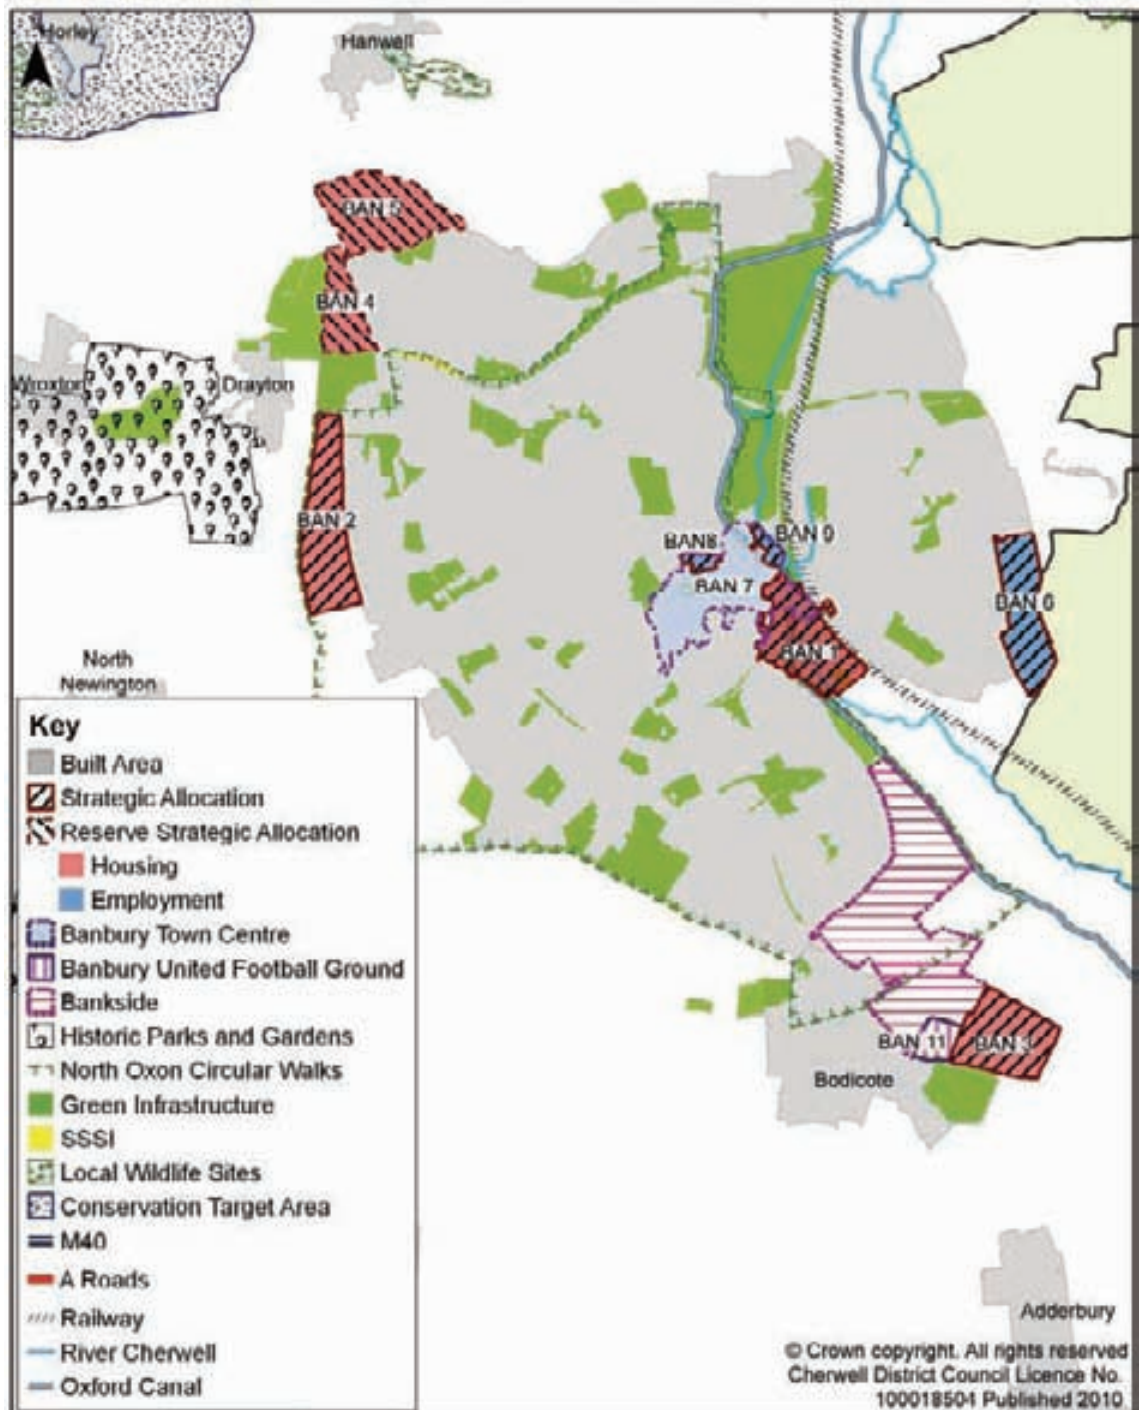 Horley
Hanwell
BAN 5
BAN 4
Wroxton
Drayton
BAN 2
BAN 9
BAN8
BAN 7
BAN 6
BAN 1
North
Newington
BAN 11
BAN 3
Bodicote
Adderbury
Key
Built Area
Strategic Allocation
Reserve Strategic Allocation
Housing
Employment
Banbury Town Centre
Banbury United Football Ground
Bankside
Historic Parks and Gardens
North Oxon Circular Walks
Green Infrastructure
SSSI
Local Wildlife Sites
Conservation Target Area
M40
A Roads
Railway
River Cherwell
Oxford Canal
© Crown copyright. All rights reserved
Cherwell District Council Licence No.
100018504 Published 2010